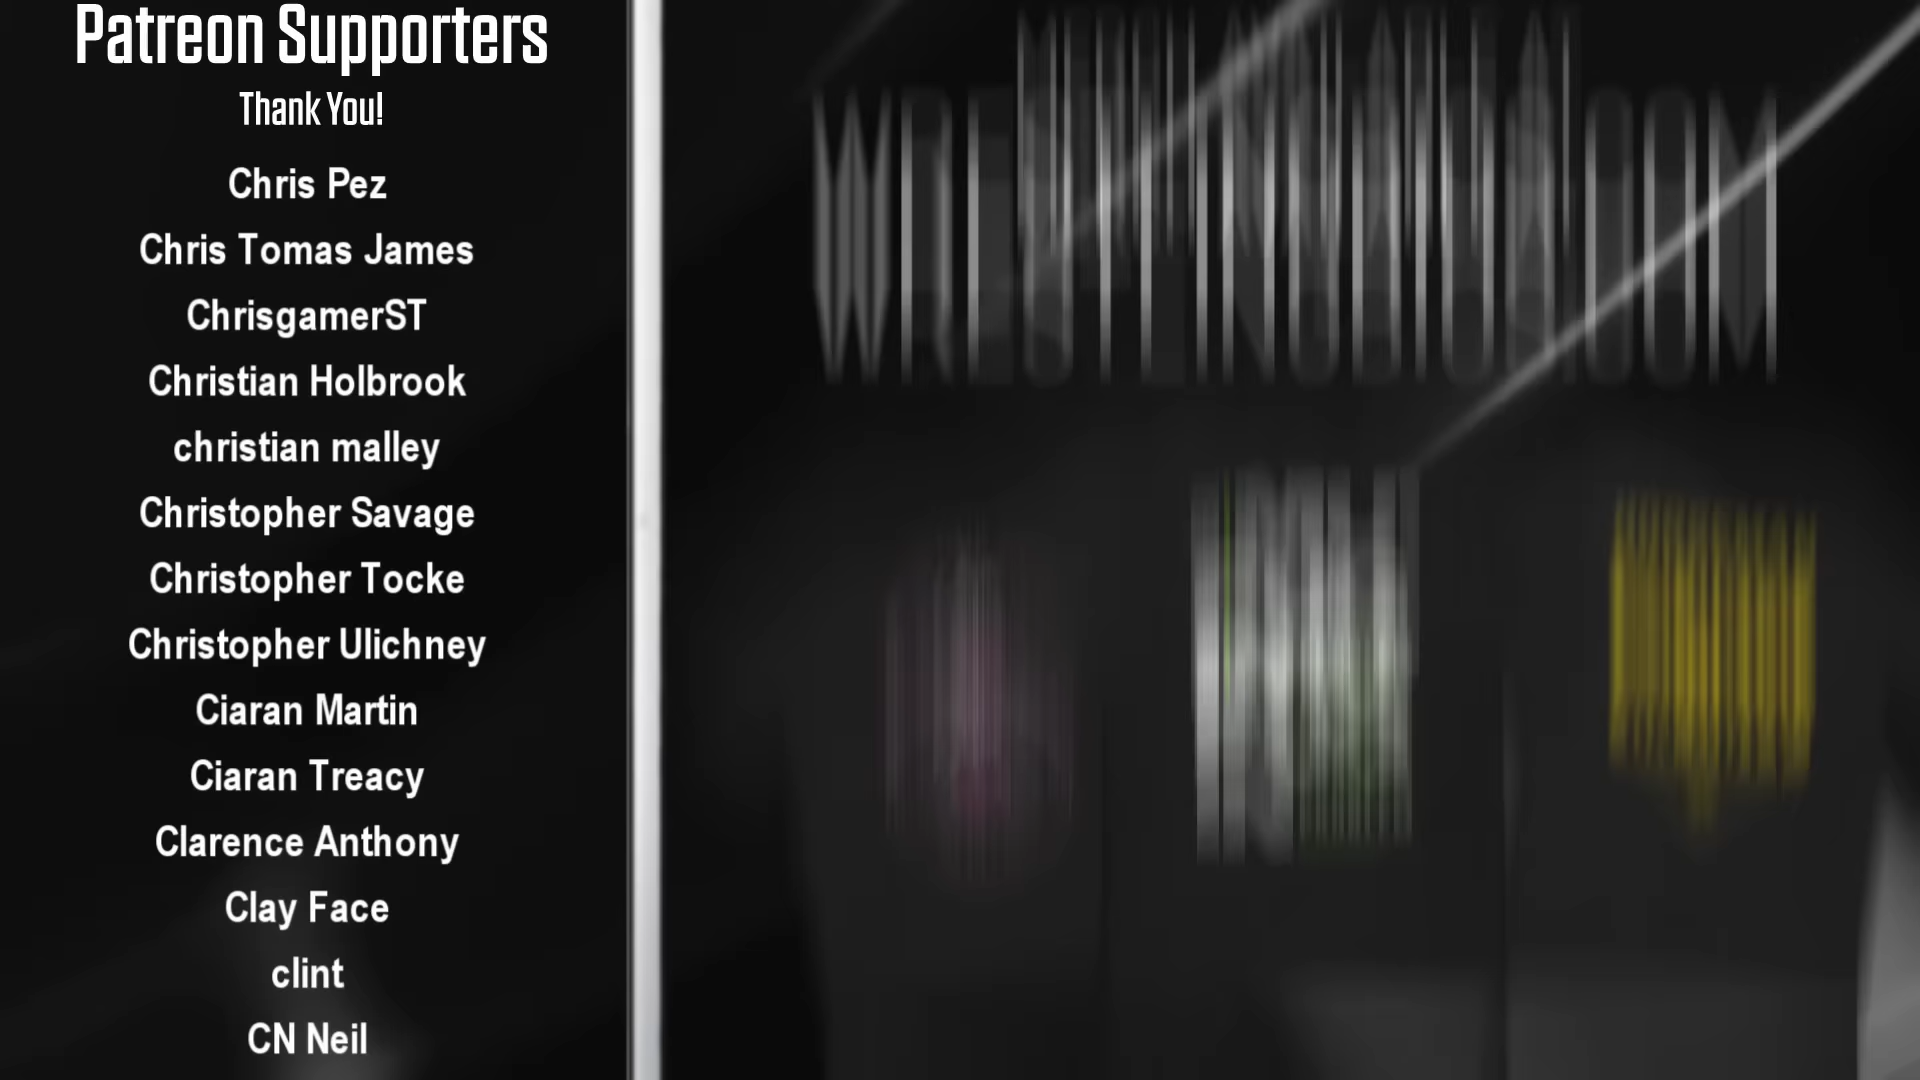 Patreon Supporters
Thank You!
Chris Pez
Chris Tomas James
ChrisgamerST
Christian Holbrook
christian malley
Christopher Savage
Christopher Tocke
Christopher Ulichney
Ciaran Martin
Ciaran Treacy
Clarence Anthony
Clay Face
clint
CN Neil